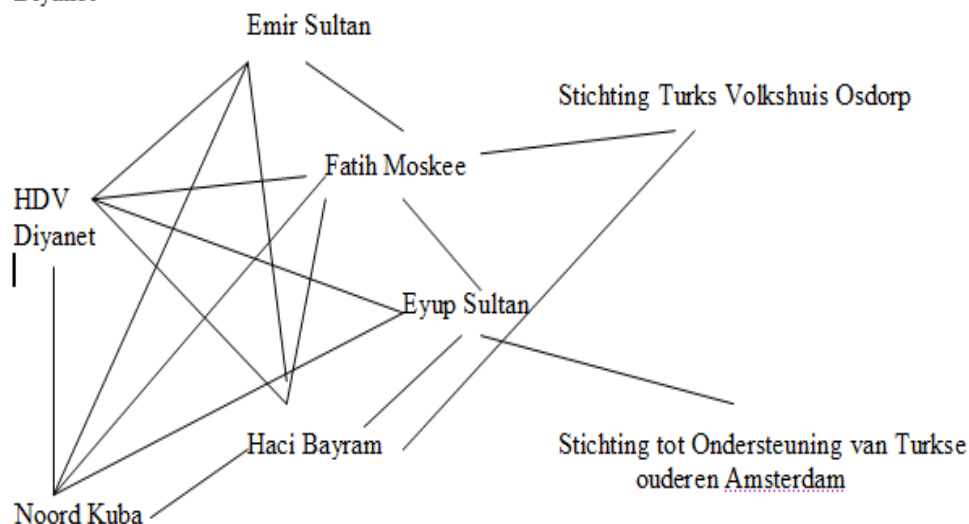 Emir Sultan
Stichting Turks Volkshuis Osdorp
Fatih Moskee
HDV
Diyanet
Eyup Sultan
Haci Bayram
Stichting tot Ondersteuning van Turkse
ouderen Amsterdam
Noord Kuba